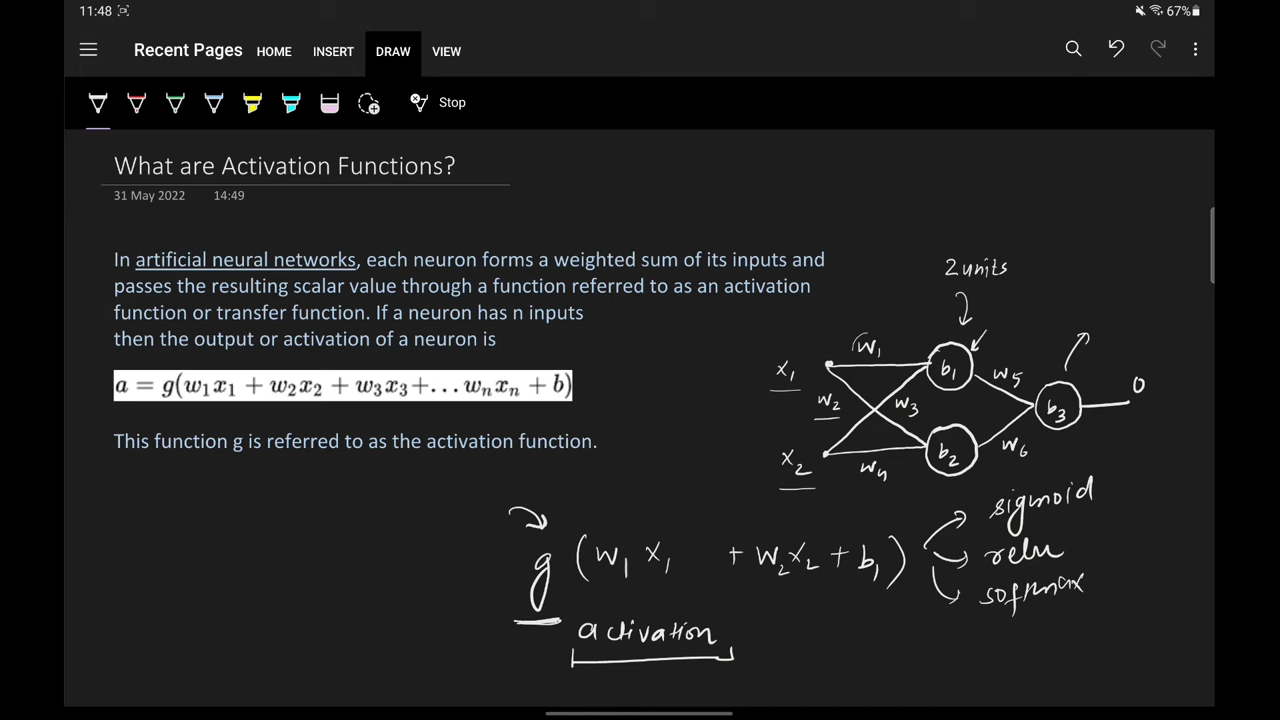 11:48 67%
Recent Pages HOME INSERT DRAW VIEW
Stop
What are Activation Functions?
31 May 2022 14:49
In artificial neural networks, each neuron forms a weighted sum of its inputs and
passes the resulting scalar value through a function referred to as an activation
function or transfer function. If a neuron has n inputs
then the output or activation of a neuron is
a = g(w₁x₁ + w₂x₂ + w₃x₃+…wₙxₙ + b)
This function g is referred to as the activation function.
2 units
x₁ w₁ b₁ w₅
w₂ w₃ b₃ 0
x₂ w₄ b₂ w₆
g (w₁ x₁ + w₂x₂ + b₁)
sigmoid
relu
softmax
activation